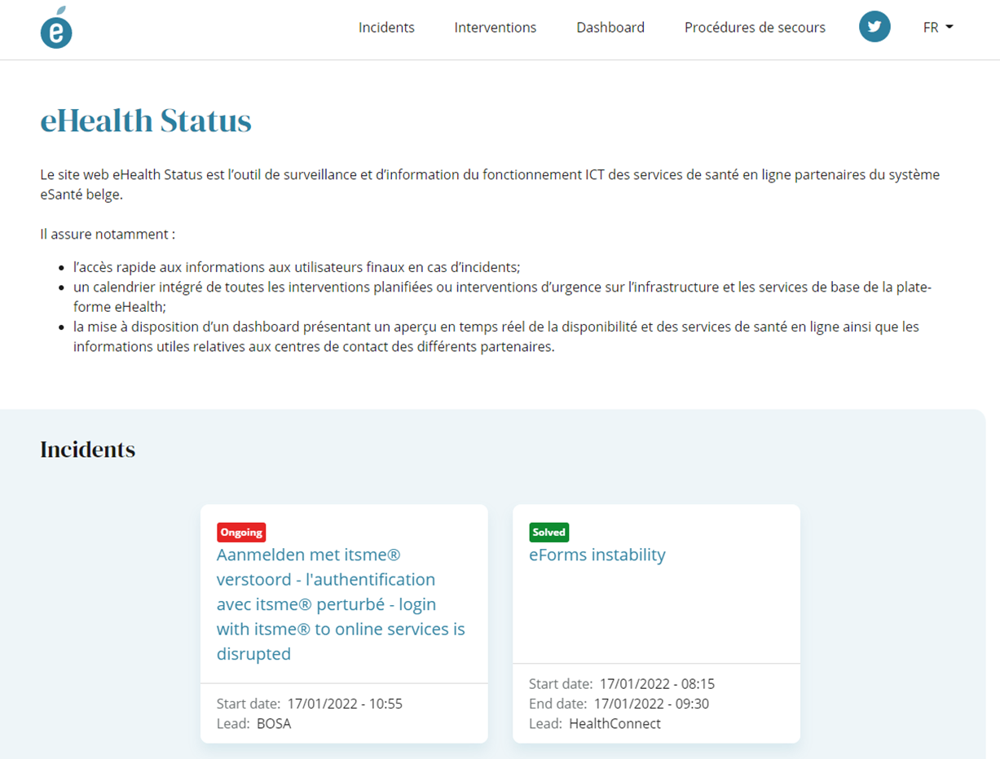 e
Incidents Interventions Dashboard Procédures de secours FR
eHealth Status
Le site web eHealth Status est l’outil de surveillance et d’information du fonctionnement ICT des services de santé en ligne partenaires du système
eSanté belge.
Il assure notamment :
l’accès rapide aux informations aux utilisateurs finaux en cas d’incidents;
un calendrier intégré de toutes les interventions planifiées ou interventions d’urgence sur l’infrastructure et les services de base de la plate-
forme eHealth;
la mise à disposition d’un dashboard présentant un aperçu en temps réel de la disponibilité et des services de santé en ligne ainsi que les
informations utiles relatives aux centres de contact des différents partenaires.
Incidents
Ongoing
Aanmelden met itsme®
verstoord - l'authentification
avec itsme® perturbé - login
with itsme® to online services is
disrupted
Start date: 17/01/2022 - 10:55
Lead: BOSA
Solved
eForms instability
Start date: 17/01/2022 - 08:15
End date: 17/01/2022 - 09:30
Lead: HealthConnect